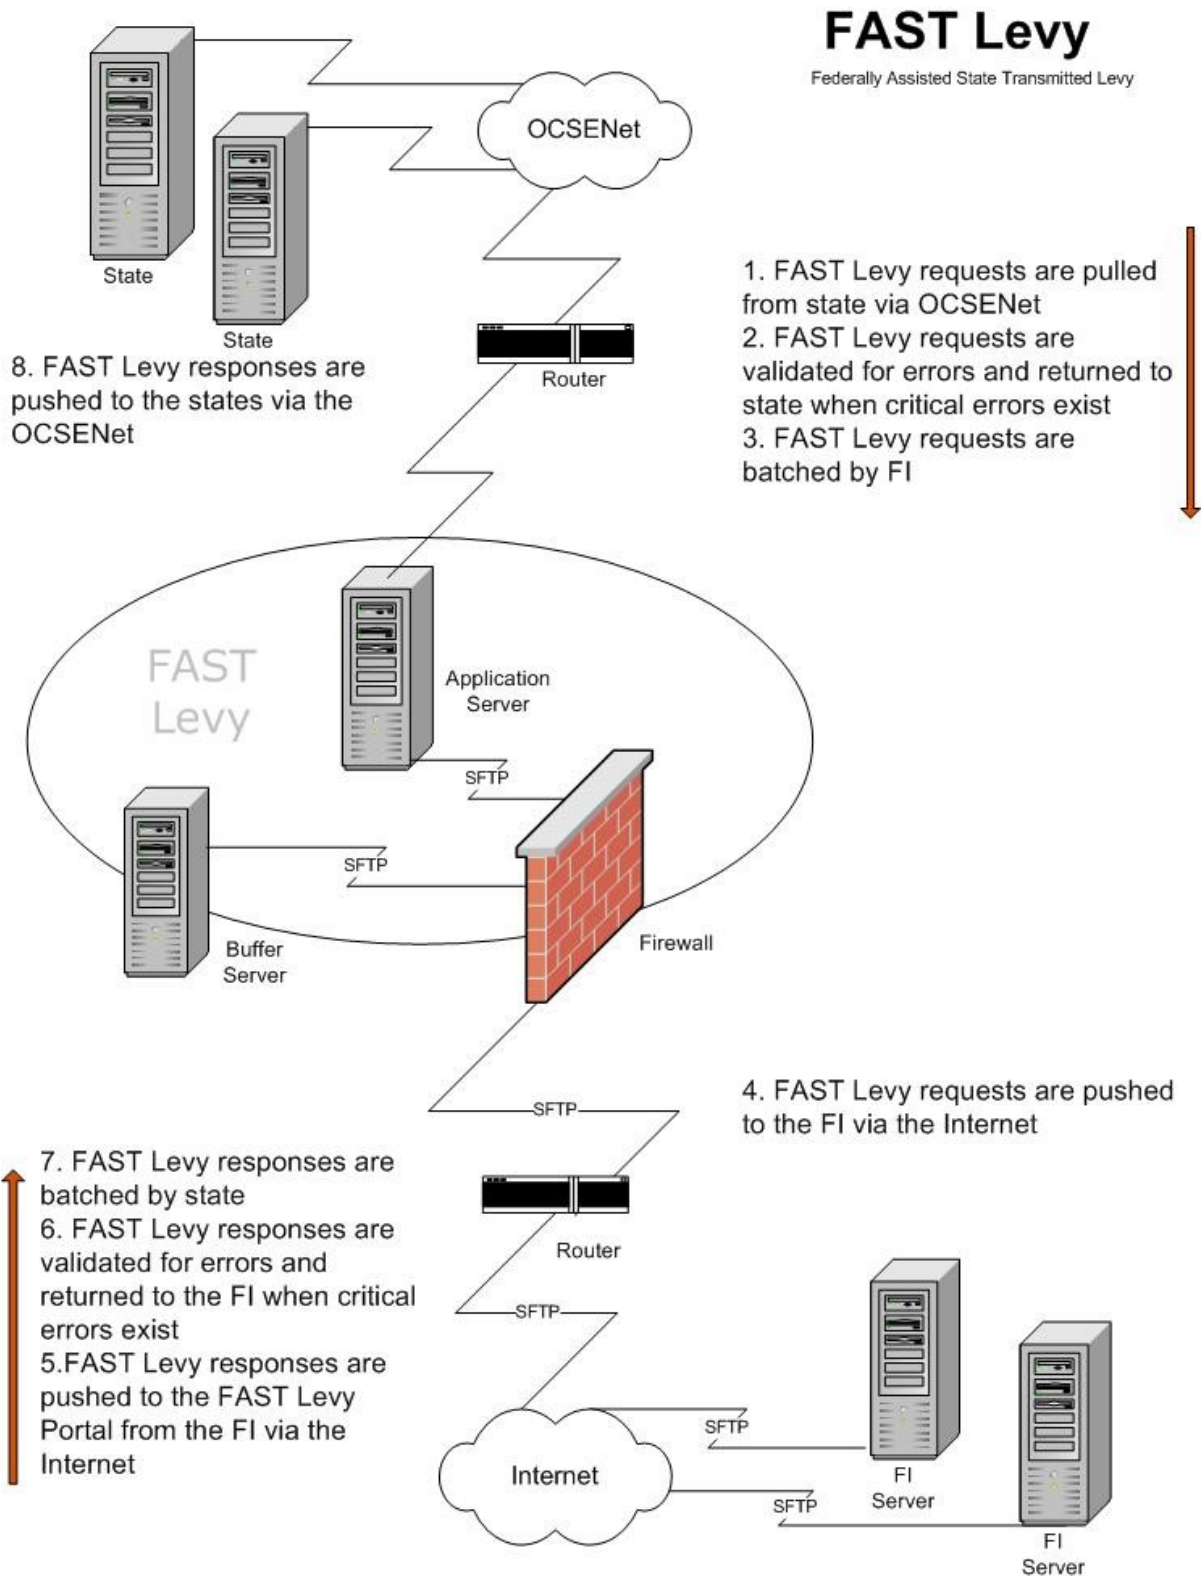 FAST Levy
Federally Assisted State Transmitted Levy
OCSENet
State
State
1. FAST Levy requests are pulled
from state via OCSENet
2. FAST Levy requests are
validated for errors and returned to
state when critical errors exist
3. FAST Levy requests are
batched by FI
Router
8. FAST Levy responses are
pushed to the states via the
OCSENet
FAST
Levy
Application
Server
SFTP
SFTP
Buffer
Server
Firewall
4. FAST Levy requests are pushed
to the FI via the Internet
SFTP
7. FAST Levy responses are
batched by state
6. FAST Levy responses are
validated for errors and
returned to the FI when critical
errors exist
5.FAST Levy responses are
pushed to the FAST Levy
Portal from the FI via the
Internet
Router
SFTP
Internet
SFTP
FI
Server
SFTP
FI
Server